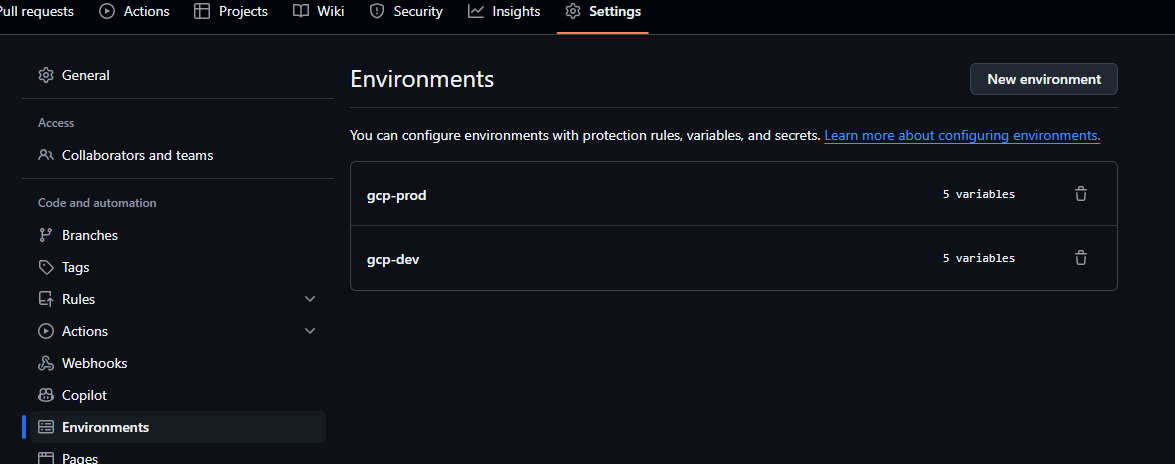 Pull requests Actions Projects Wiki Security Insights Settings
General
Access
Collaborators and teams
Code and automation
Branches
Tags
Rules
Actions
Webhooks
Copilot
Environments
Pages
Environments
New environment
You can configure environments with protection rules, variables, and secrets. Learn more about configuring environments.
gcp-prod 5 variables
gcp-dev 5 variables